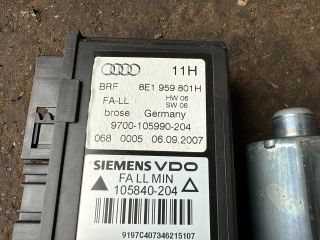 11H
BRF 8E1 959 801H
FA-LL HW 06
SW 06
brose Germany
9700-105990-204
068 0005 06.09.2007
SIEMENS VDO
FA LL MIN
105840-204
9197C407346215107